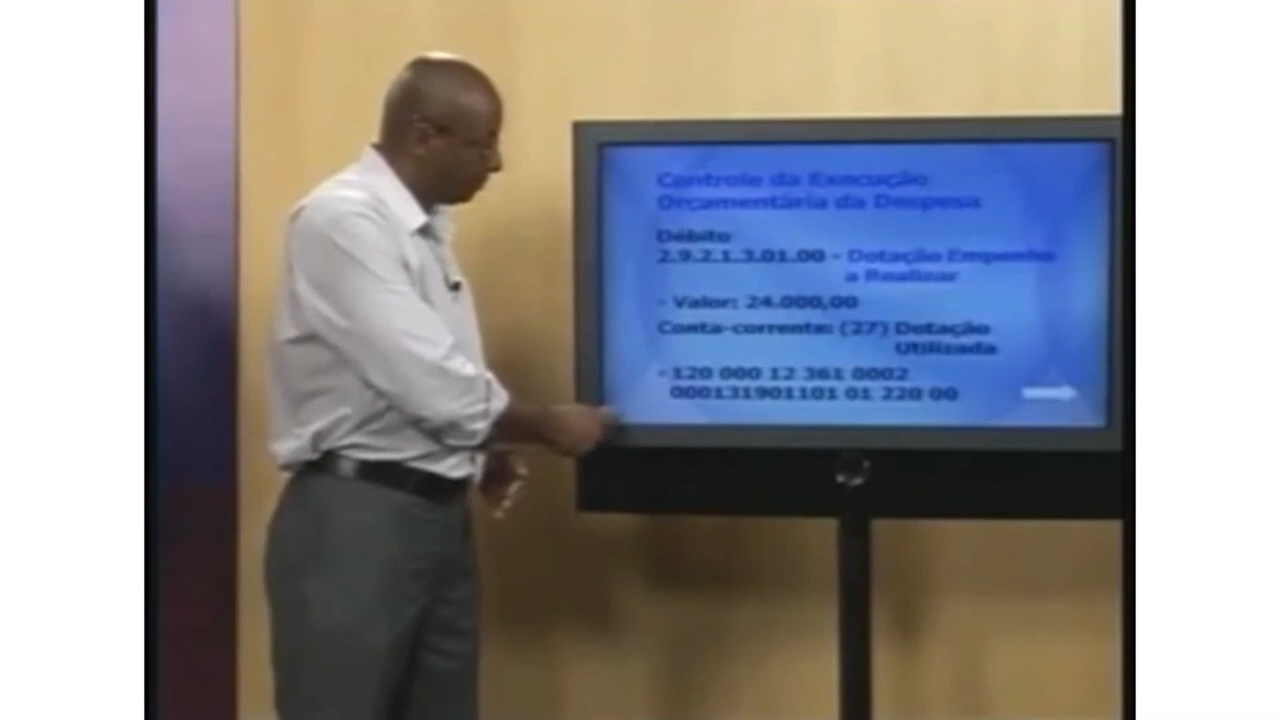 Controle da Execução
Orçamentária da Despesa
Débito
2.9.2.1.3.01.00 - Dotação Empenho
a Realizar
- Valor: 24.000,00
Conta-corrente: (27) Dotação
Utilizada
- 120 000 12 361 0002
000131901101 01 220 00